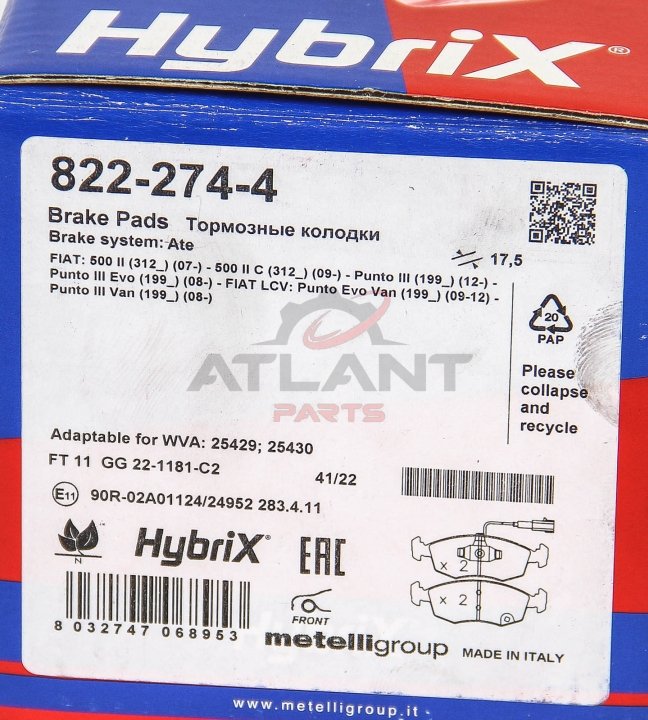 HybriX®
822-274-4
Brake Pads Тормозные колодки
Brake system: Ate
17,5
FIAT: 500 II (312_) (07-) - 500 II C (312_) (09-) - Punto III (199_) (12-) -
Punto III Evo (199_) (08-) - FIAT LCV: Punto Evo Van (199_) (09-12) -
Punto III Van (199_) (08-)
20
PAP
Please
collapse
and
recycle
ATLANT
PARTS
Adaptable for WVA: 25429; 25430
FT 11 GG 22-1181-C2
41/22
E11 90R-02A01124/24952 283.4.11
N
HybriX®
EAC
x 2
x 2
8 032747 068953
FRONT
metelligroup
MADE IN ITALY
www.metelligroup.it